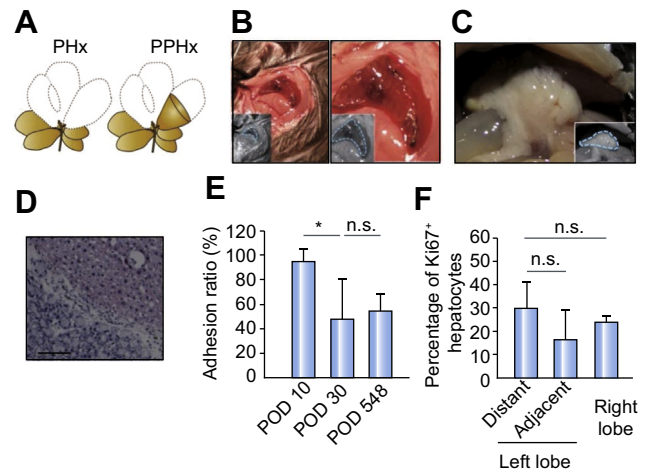 A
PHx
PPHx
B
C
D
E
Adhesion ratio (%)
120
100
80
60
40
20
0
*
n.s.
POD 10
POD 30
POD 548
F
Percentage of Ki67⁺
hepatocytes
60
50
40
30
20
10
0
n.s.
n.s.
Distant
Adjacent
Right
lobe
Left lobe